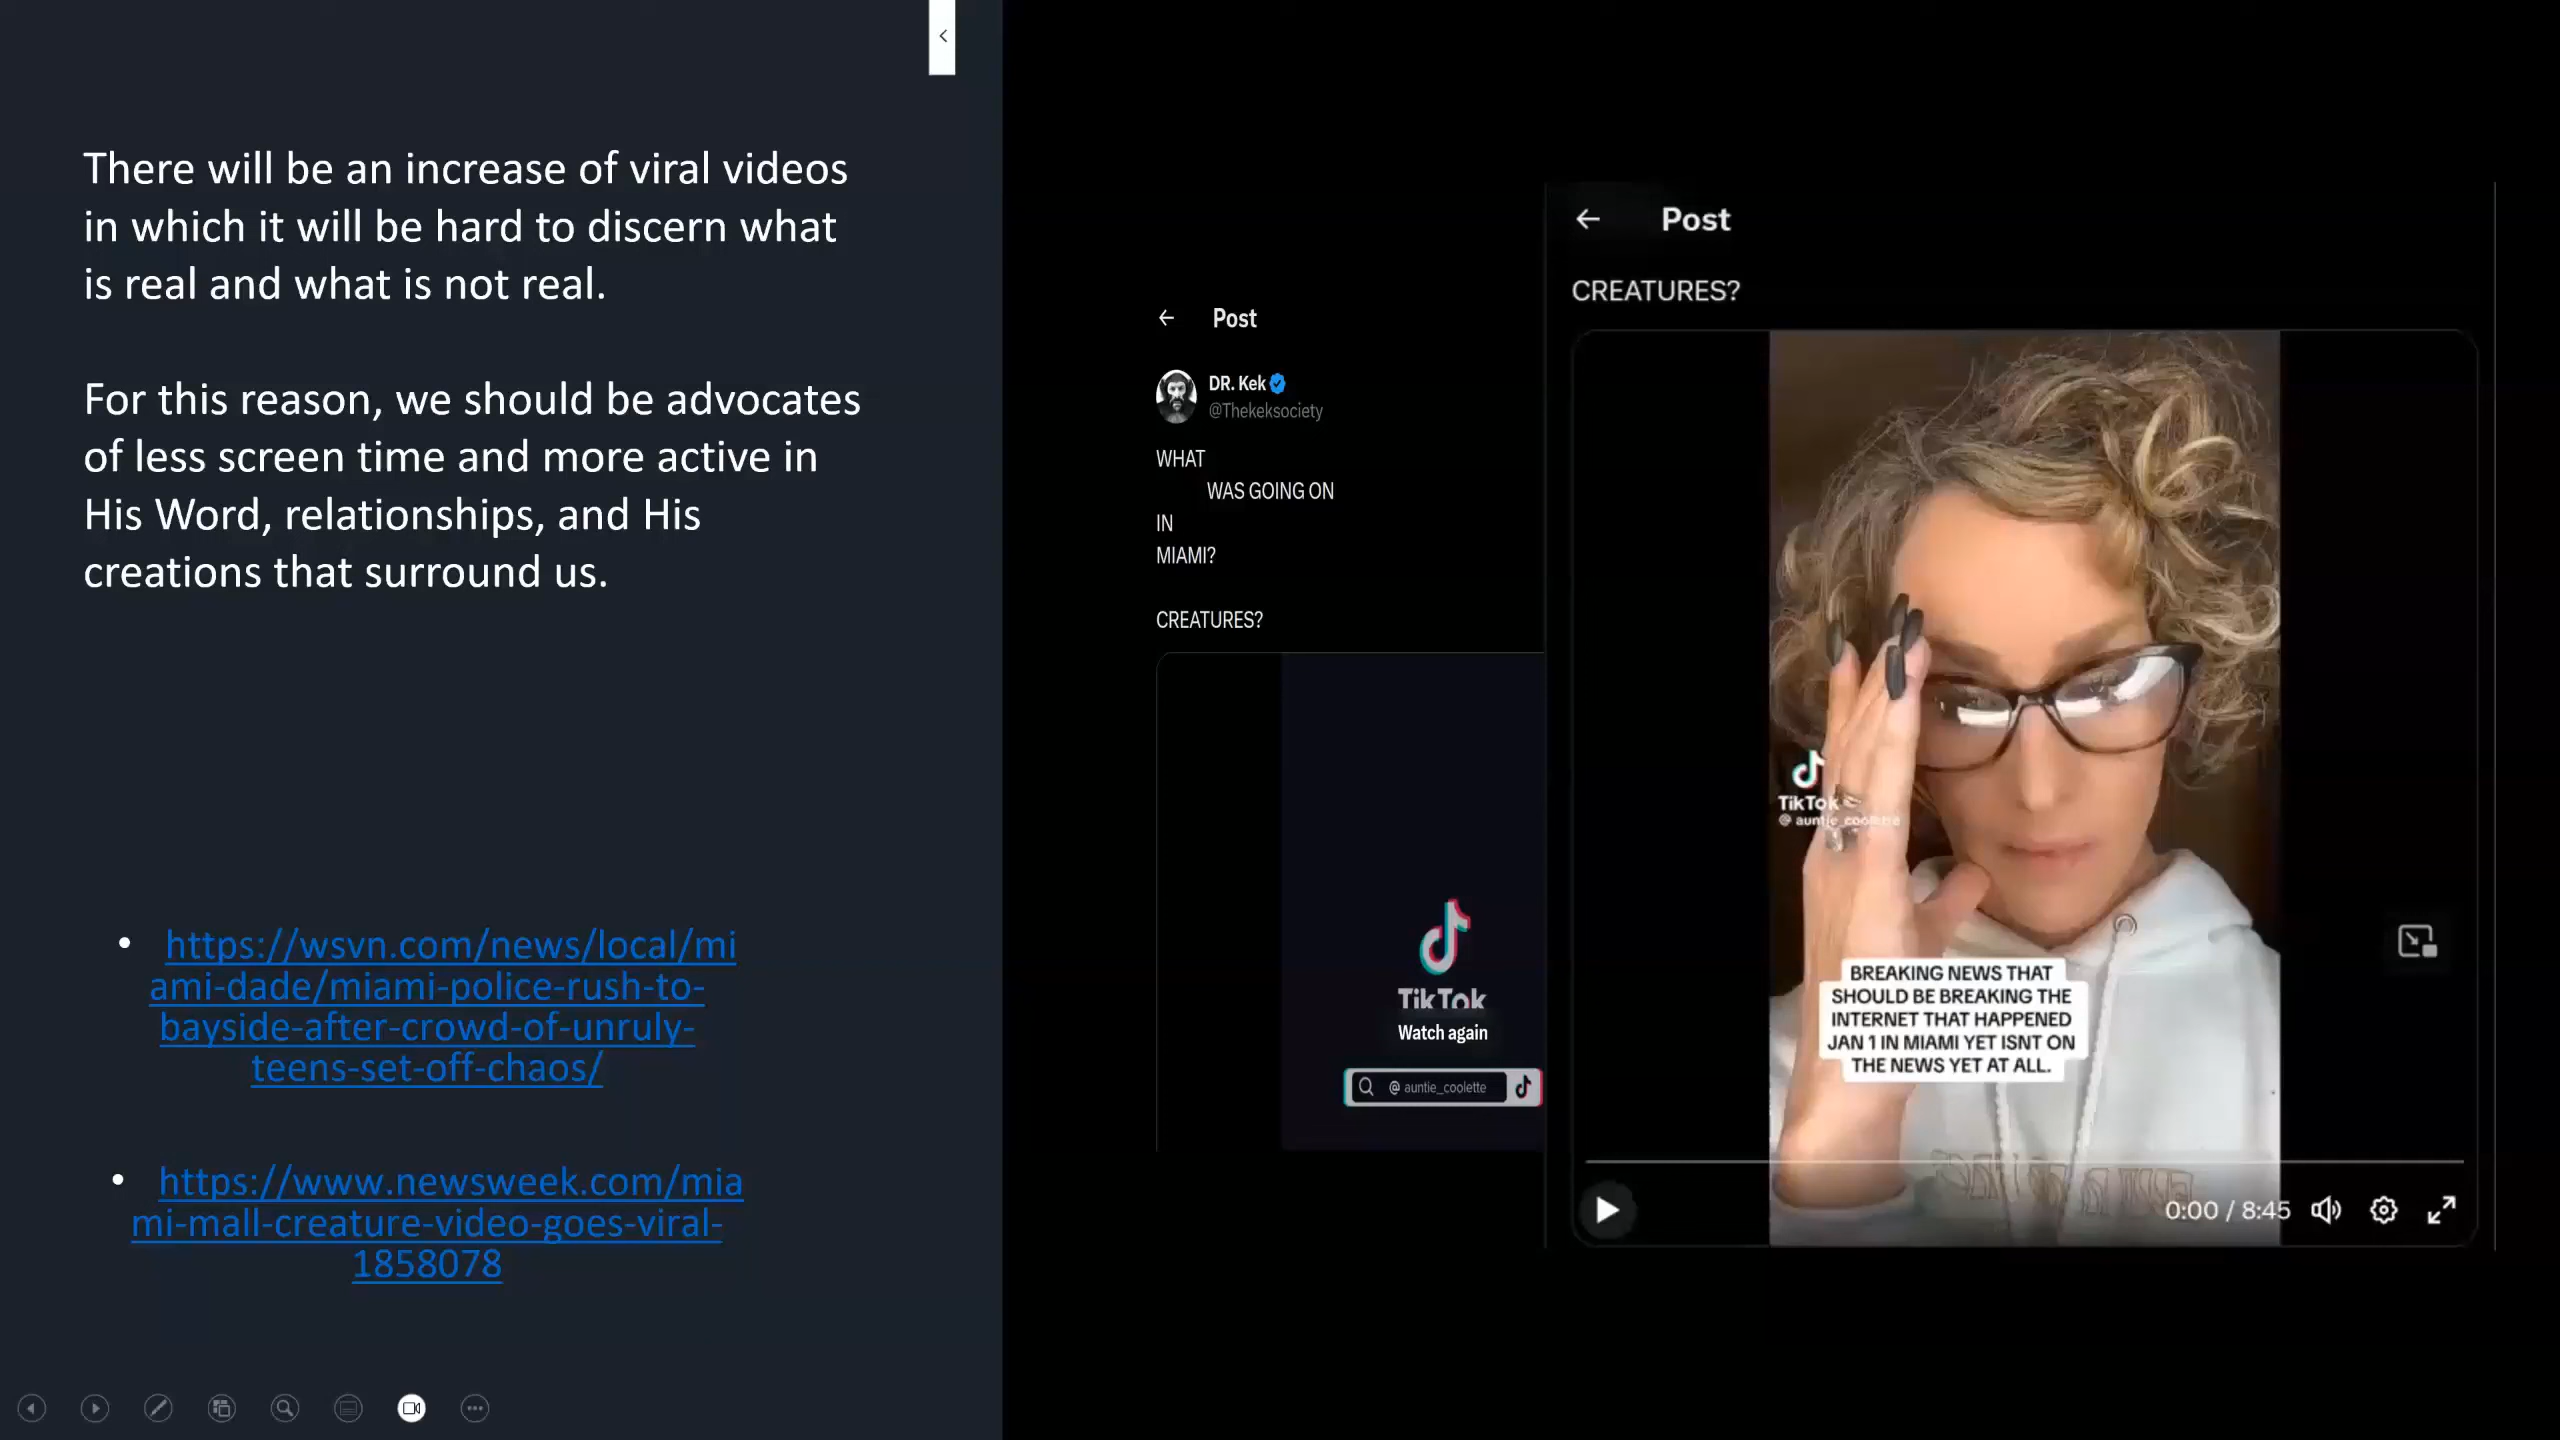 There will be an increase of viral videos
in which it will be hard to discern what
is real and what is not real.
For this reason, we should be advocates
of less screen time and more active in
His Word, relationships, and His
creations that surround us.
• https://wsvn.com/news/local/mi
ami-dade/miami-police-rush-to-
bayside-after-crowd-of-unruly-
teens-set-off-chaos/
• https://www.newsweek.com/mia
mi-mall-creature-video-goes-viral-
1858078
Post
DR. Kek
@Thekeksociety
WHAT
WAS GOING ON
IN
MIAMI?
CREATURES?
TikTok
Watch again
@ auntie_coolette
Post
CREATURES?
TikTok
@ auntie_coolette
BREAKING NEWS THAT
SHOULD BE BREAKING THE
INTERNET THAT HAPPENED
JAN 1 IN MIAMI YET ISNT ON
THE NEWS YET AT ALL.
0:00 / 8:45